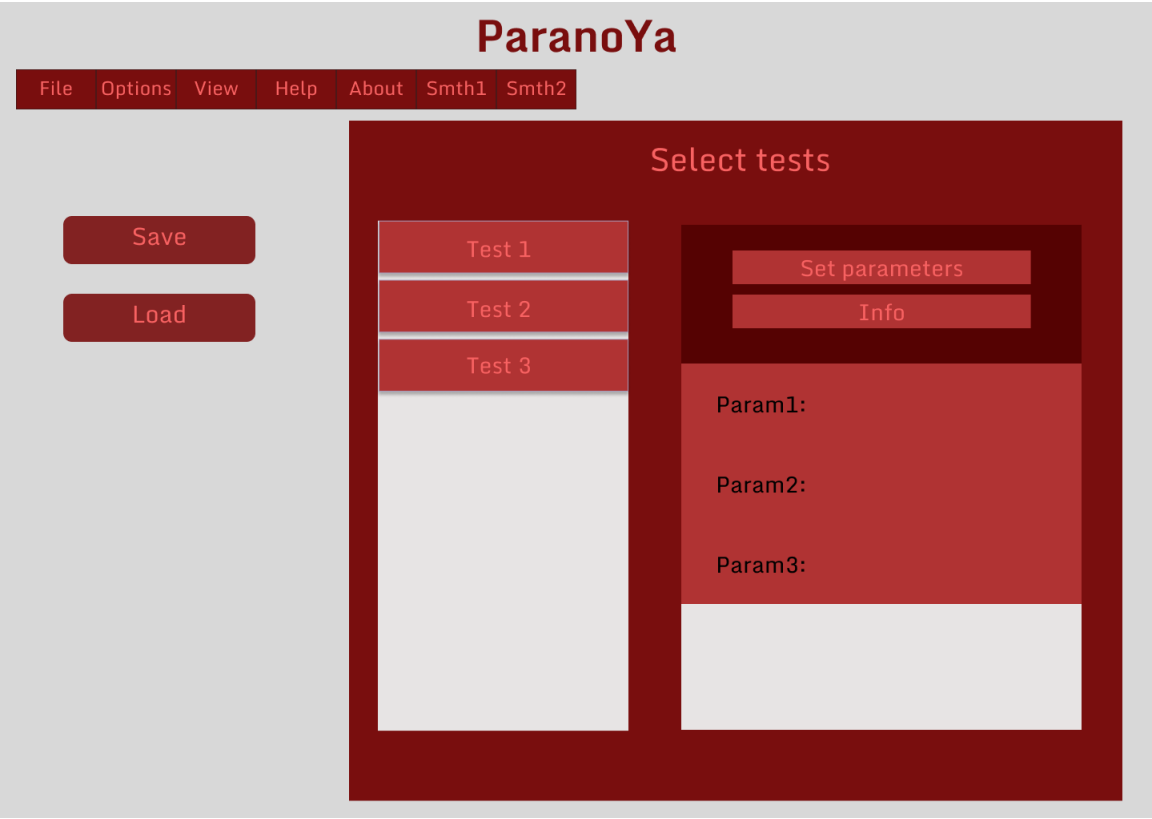 ParanoYa
File Options View Help About Smth1 Smth2
Select tests
Save
Load
Test 1
Test 2
Test 3
Set parameters
Info
Param1:
Param2:
Param3: